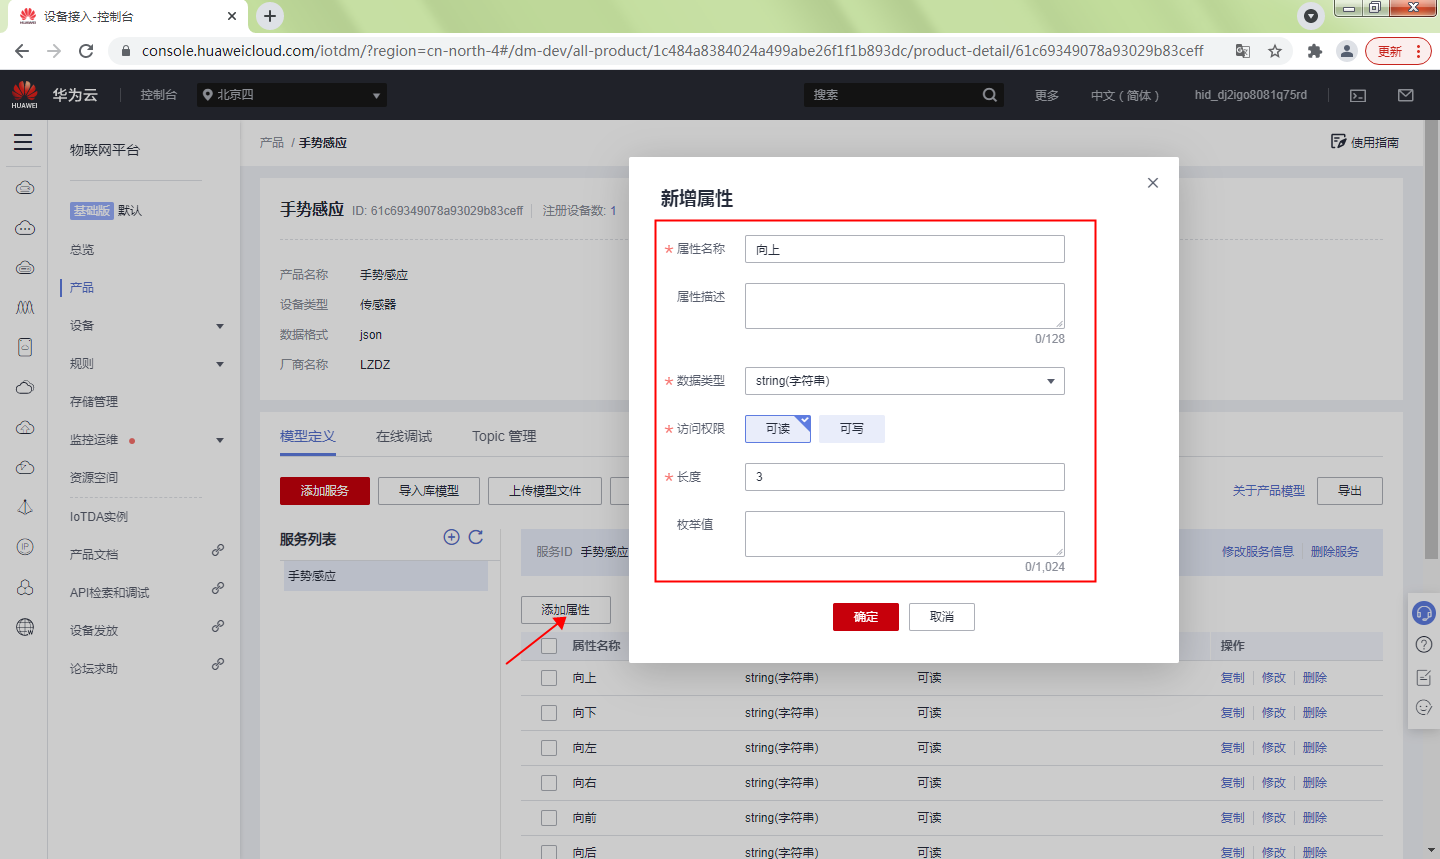 设备接入-控制台
console.huaweicloud.com/iotdm/?region=cn-north-4#/dm-dev/all-product/1c484a8384024a499abe26f1f1b893dc/product-detail/61c69349078a93029b83ceff
更新
HUAWEI
华为云
控制台
北京四
搜索
更多
中文 ( 简体 )
hid_dj2igo8081q75rd
物联网平台
基础版 默认
总览
产品
设备
规则
存储管理
监控运维
资源空间
IoTDA实例
产品文档
API检索和调试
设备发放
论坛求助
IP
产品 / 手势感应
使用指南
手势感应 ID: 61c69349078a93029b83ceff 注册设备数: 1
产品名称 手势感应
设备类型 传感器
数据格式 json
厂商名称 LZDZ
模型定义 在线调试 Topic 管理
添加服务 导入库模型 上传模型文件
关于产品模型 导出
服务列表
手势感应
服务ID 手势感应
修改服务信息 删除服务
添加属性
属性名称 操作
向上 string(字符串) 可读 复制 修改 删除
向下 string(字符串) 可读 复制 修改 删除
向左 string(字符串) 可读 复制 修改 删除
向右 string(字符串) 可读 复制 修改 删除
向前 string(字符串) 可读 复制 修改 删除
向后 string(字符串) 可读 复制 修改 删除
新增属性
* 属性名称 向上
属性描述
0/128
* 数据类型 string(字符串)
* 访问权限 可读 可写
* 长度 3
枚举值
0/1,024
确定 取消